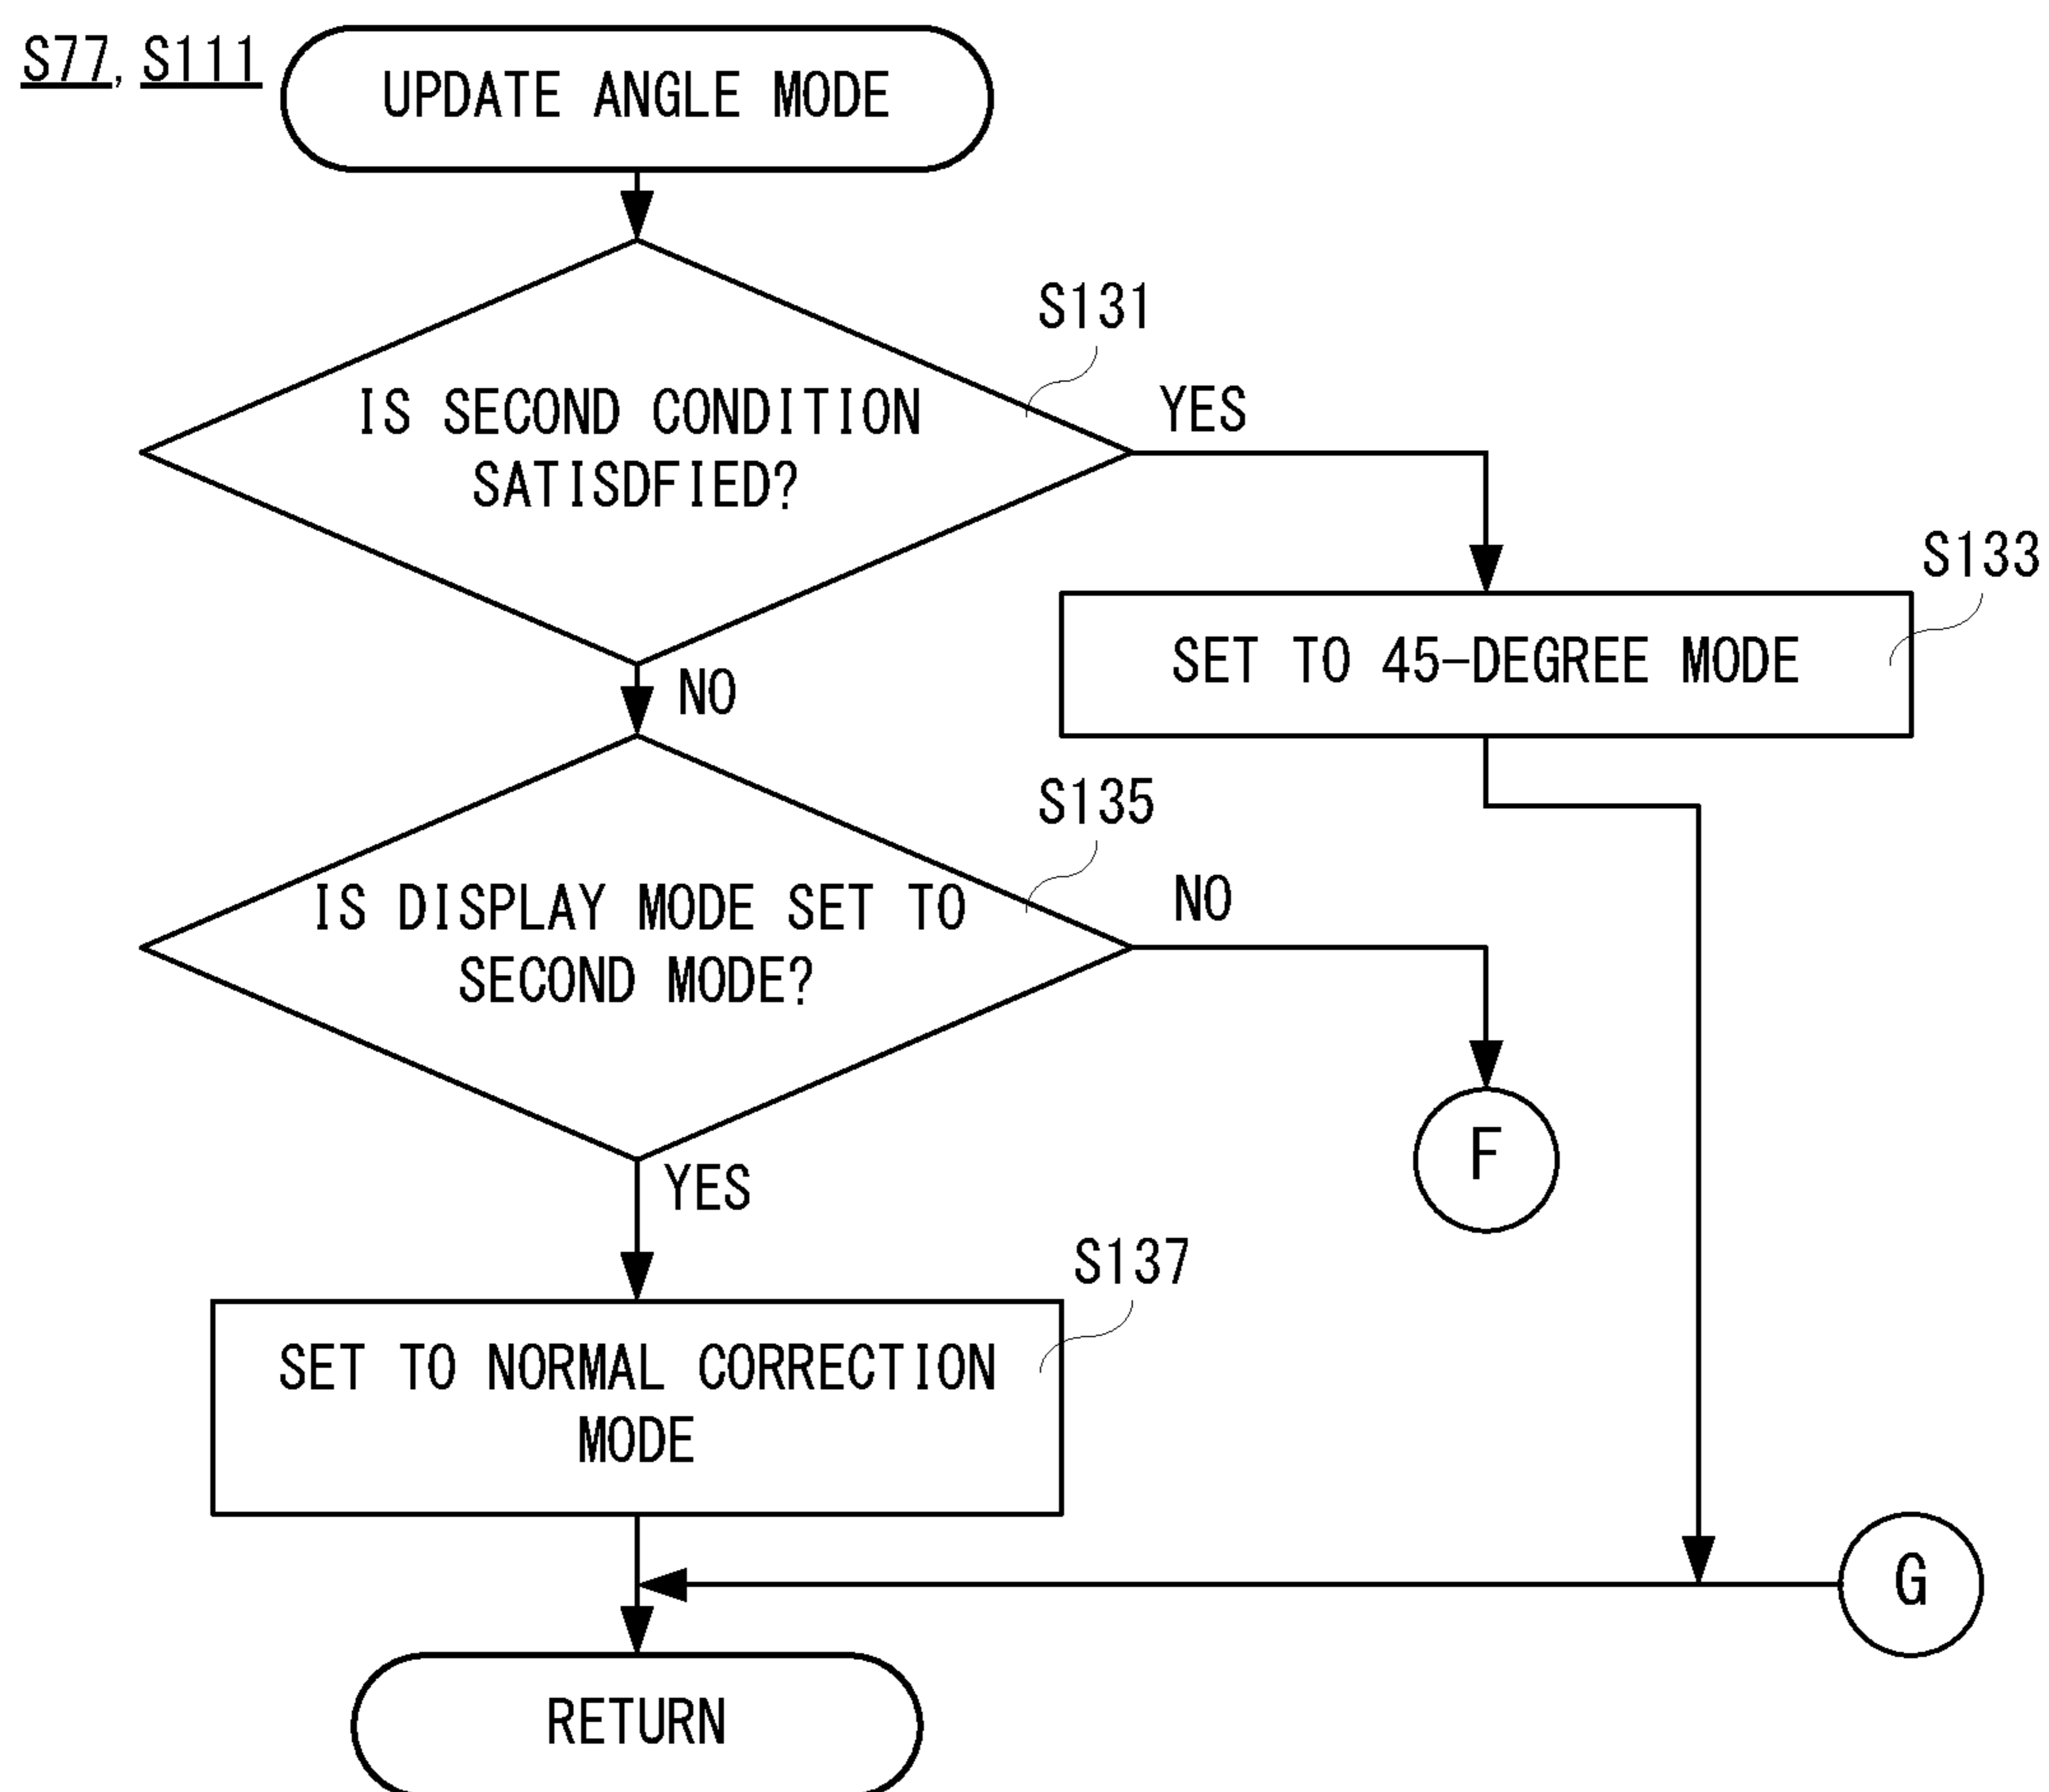 S77, S111
UPDATE ANGLE MODE
S131
IS SECOND CONDITION
SATISDFIED?
YES
S133
SET TO 45-DEGREE MODE
NO
S135
IS DISPLAY MODE SET TO
SECOND MODE?
NO
F
YES
S137
SET TO NORMAL CORRECTION
MODE
G
RETURN